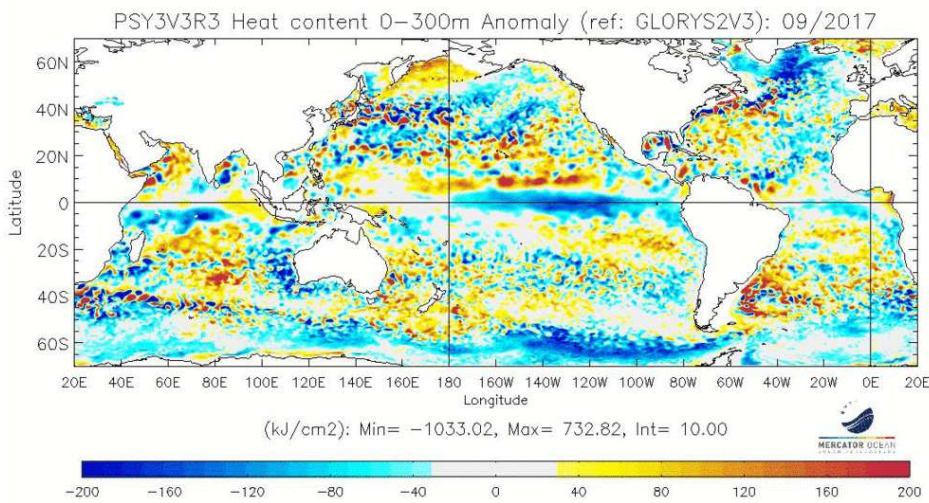 PSY3V3R3 Heat content 0-300m Anomaly (ref: GLORYS2V3): 09/2017
60N
40N
20N
0
20S
40S
60S
Latitude
20E 40E 60E 80E 100E 120E 140E 160E 180 160W 140W 120W 100W 80W 60W 40W 20W 0E 20E
Longitude
(kJ/cm2): Min= -1033.02, Max= 732.82, Int= 10.00
MERCATOR OCEAN
-200 -160 -120 -80 -40 0 40 80 120 160 200